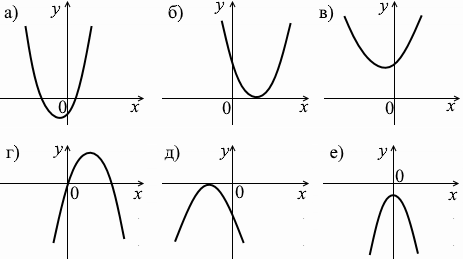 а) y 0 x
б) y 0 x
в) y 0 x
г) y 0 x
д) y 0 x
е) y 0 x